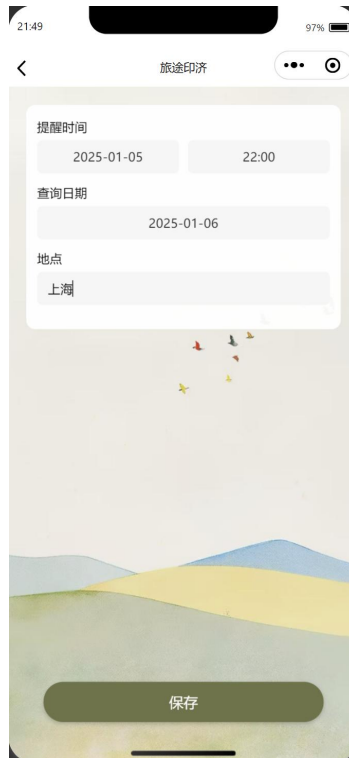 21:49
97%
旅途印济
提醒时间
2025-01-05 22:00
查询日期
2025-01-06
地点
上海
保存